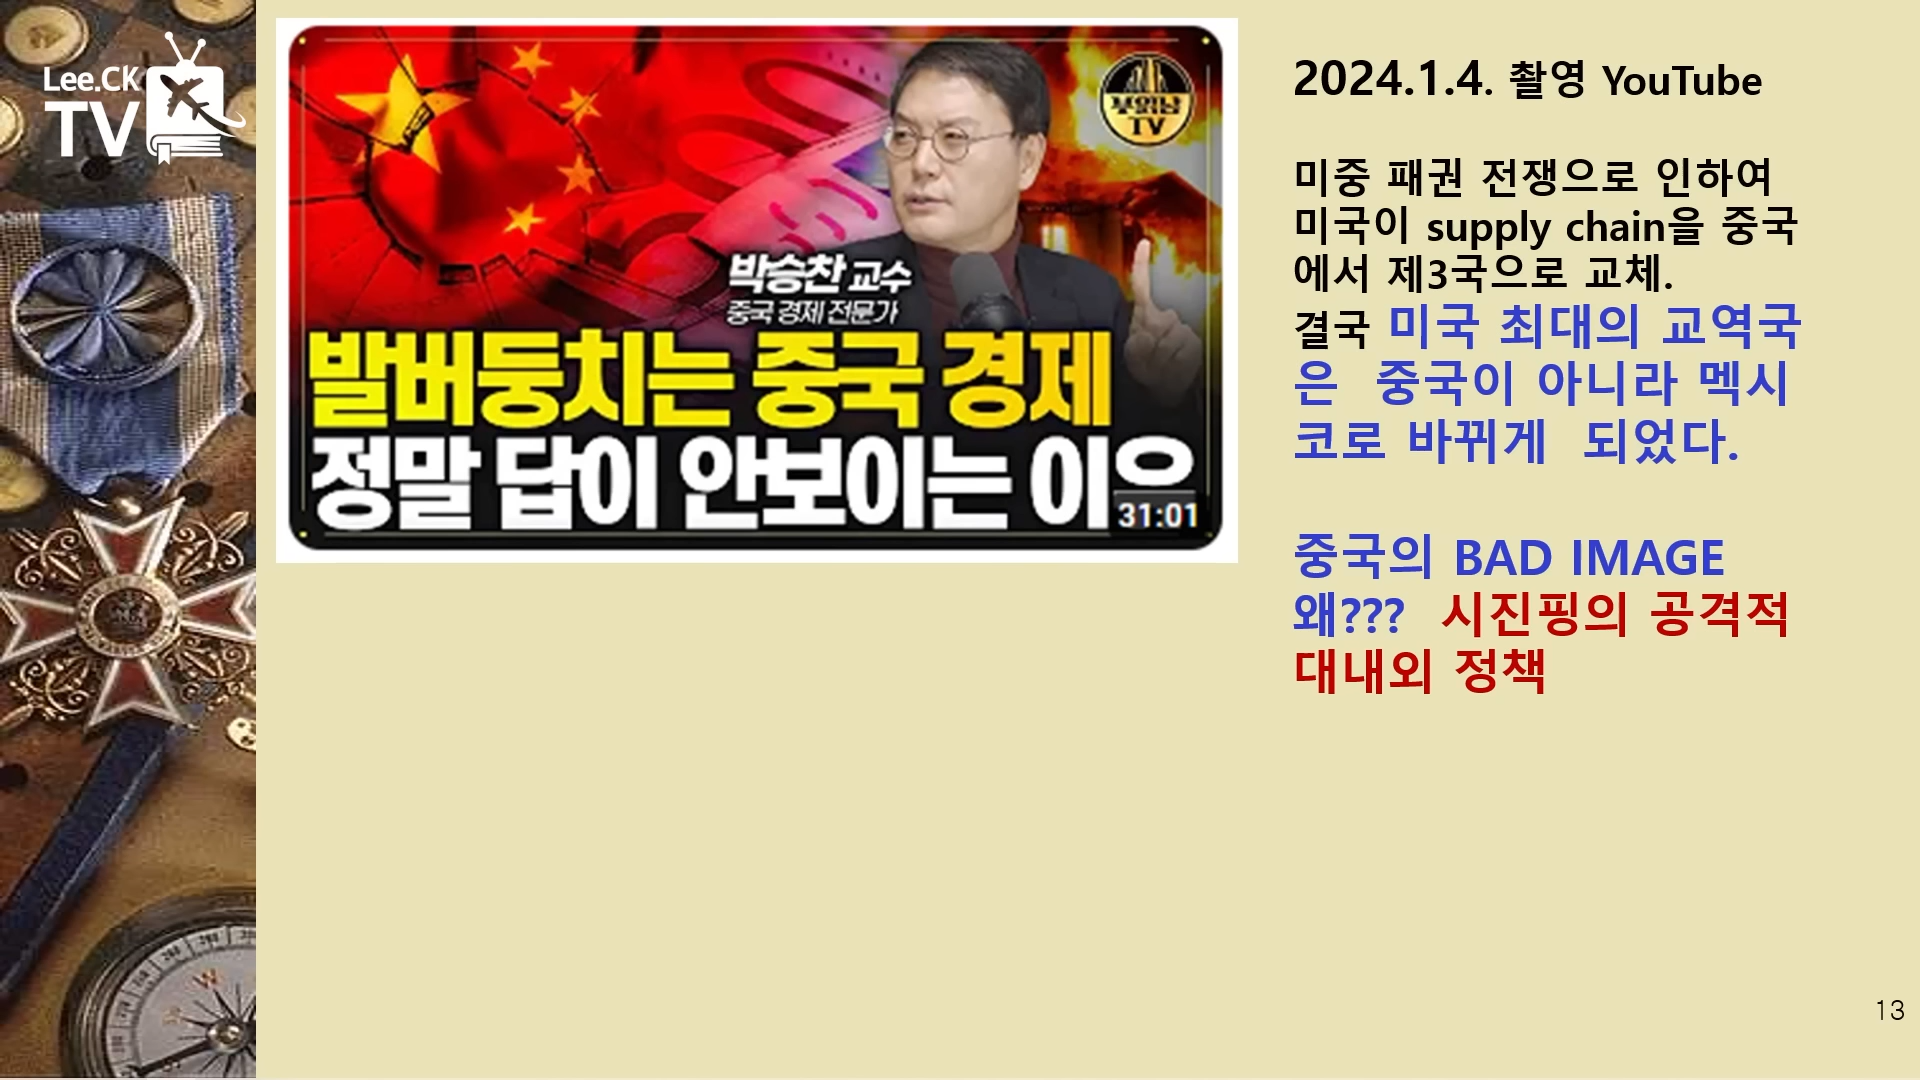 Lee.CK
TV
부읽남
TV
박승찬 교수
중국 경제 전문가
발버둥치는 중국 경제
정말 답이 안보이는 이유
31:01
2024.1.4. 촬영 YouTube
미중 패권 전쟁으로 인하여
미국이 supply chain을 중국
에서 제3국으로 교체.
결국 미국 최대의 교역국
은 중국이 아니라 멕시
코로 바뀌게 되었다.
중국의 BAD IMAGE
왜??? 시진핑의 공격적
대내외 정책
W
13